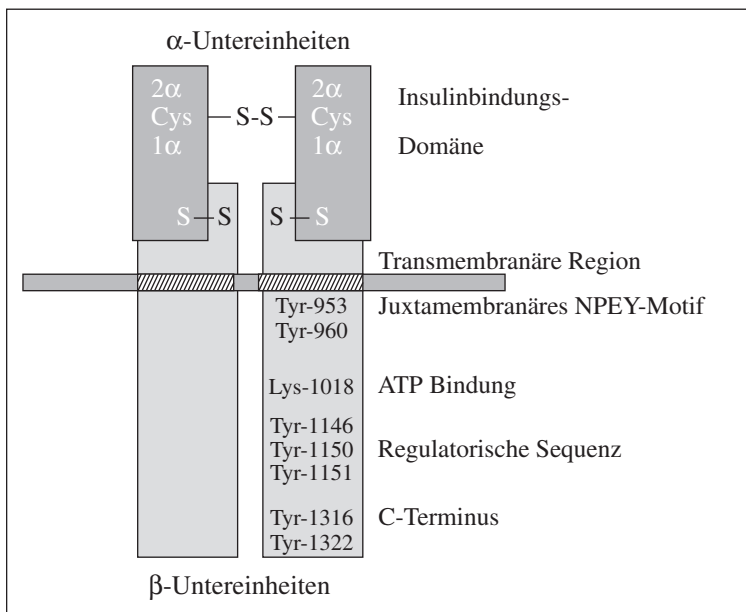 α-Untereinheiten
2α 2α Insulinbindungs-
Cys S-S Cys
1α 1α Domäne
S S S S
Transmembranäre Region
Tyr-953 Juxtamembranäres NPEY-Motif
Tyr-960
Lys-1018 ATP Bindung
Tyr-1146
Tyr-1150 Regulatorische Sequenz
Tyr-1151
Tyr-1316 C-Terminus
Tyr-1322
β-Untereinheiten